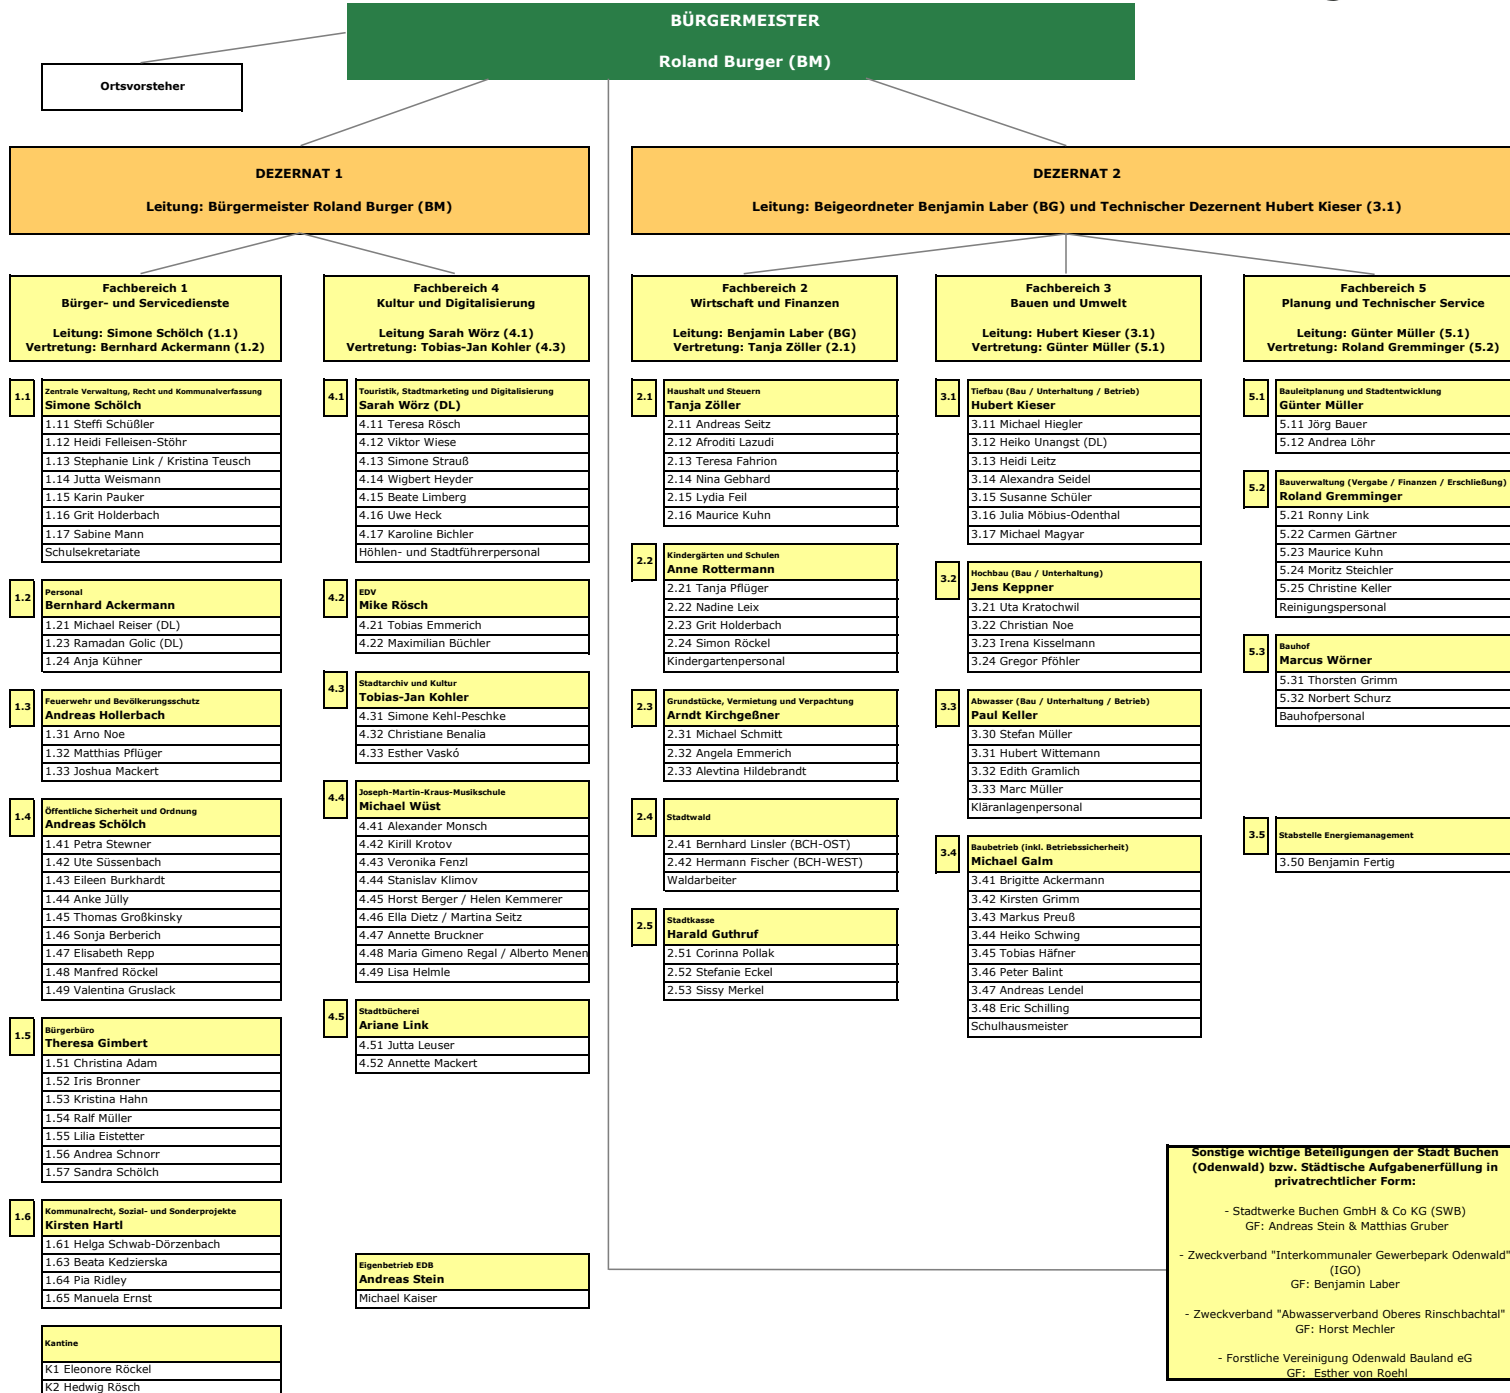 BÜRGERMEISTER
Roland Burger (BM)
Ortsvorsteher
DEZERNAT 1
Leitung: Bürgermeister Roland Burger (BM)
DEZERNAT 2
Leitung: Beigeordneter Benjamin Laber (BG) und Technischer Dezernent Hubert Kieser (3.1)
Fachbereich 1
Bürger- und Servicedienste
Leitung: Simone Schölch (1.1)
Vertretung: Bernhard Ackermann (1.2)
1.1
Zentrale Verwaltung, Recht und Kommunalverfassung
Simone Schölch
1.11 Steffi Schüßler
1.12 Heidi Felleisen-Stöhr
1.13 Stephanie Link / Kristina Teusch
1.14 Jutta Weismann
1.15 Karin Pauker
1.16 Grit Holderbach
1.17 Sabine Mann
Schulsekretariate
1.2
Personal
Bernhard Ackermann
1.21 Michael Reiser (DL)
1.23 Ramadan Golic (DL)
1.24 Anja Kühner
1.3
Feuerwehr und Bevölkerungsschutz
Andreas Hollerbach
1.31 Arno Noe
1.32 Matthias Pflüger
1.33 Joshua Mackert
1.4
Öffentliche Sicherheit und Ordnung
Andreas Schölch
1.41 Petra Stewner
1.42 Ute Süssenbach
1.43 Eileen Burkhardt
1.44 Anke Jülly
1.45 Thomas Großkinsky
1.46 Sonja Berberich
1.47 Elisabeth Repp
1.48 Manfred Röckel
1.49 Valentina Gruslack
1.5
Bürgerbüro
Theresa Gimbert
1.51 Christina Adam
1.52 Iris Bronner
1.53 Kristina Hahn
1.54 Ralf Müller
1.55 Lilia Eistetter
1.56 Andrea Schnorr
1.57 Sandra Schölch
1.6
Kommunalrecht, Sozial- und Sonderprojekte
Kirsten Hartl
1.61 Helga Schwab-Dörzenbach
1.63 Beata Kedzierska
1.64 Pia Ridley
1.65 Manuela Ernst
Kantine
K1 Eleonore Röckel
K2 Hedwig Rösch
Fachbereich 4
Kultur und Digitalisierung
Leitung Sarah Wörz (4.1)
Vertretung: Tobias-Jan Kohler (4.3)
4.1
Touristik, Stadtmarketing und Digitalisierung
Sarah Wörz (DL)
4.11 Teresa Rösch
4.12 Viktor Wiese
4.13 Simone Strauß
4.14 Wigbert Heyder
4.15 Beate Limberg
4.16 Uwe Heck
4.17 Karoline Bichler
Höhlen- und Stadtführerpersonal
4.2
EDV
Mike Rösch
4.21 Tobias Emmerich
4.22 Maximilian Büchler
4.3
Stadtarchiv und Kultur
Tobias-Jan Kohler
4.31 Simone Kehl-Peschke
4.32 Christiane Benalia
4.33 Esther Vaskó
4.4
Joseph-Martin-Kraus-Musikschule
Michael Wüst
4.41 Alexander Monsch
4.42 Kirill Krotov
4.43 Veronika Fenzl
4.44 Stanislav Klimov
4.45 Horst Berger / Helen Kemmerer
4.46 Ella Dietz / Martina Seitz
4.47 Annette Bruckner
4.48 Maria Gimeno Regal / Alberto Menen
4.49 Lisa Helmle
4.5
Stadtbücherei
Ariane Link
4.51 Jutta Leuser
4.52 Annette Mackert
Eigenbetrieb EDB
Andreas Stein
Michael Kaiser
Fachbereich 2
Wirtschaft und Finanzen
Leitung: Benjamin Laber (BG)
Vertretung: Tanja Zöller (2.1)
2.1
Haushalt und Steuern
Tanja Zöller
2.11 Andreas Seitz
2.12 Afroditi Lazudi
2.13 Teresa Fahrion
2.14 Nina Gebhard
2.15 Lydia Feil
2.16 Maurice Kuhn
2.2
Kindergärten und Schulen
Anne Rottermann
2.21 Tanja Pflüger
2.22 Nadine Leix
2.23 Grit Holderbach
2.24 Simon Röckel
Kindergartenpersonal
2.3
Grundstücke, Vermietung und Verpachtung
Arndt Kirchgeßner
2.31 Michael Schmitt
2.32 Angela Emmerich
2.33 Alevtina Hildebrandt
2.4
Stadtwald
2.41 Bernhard Linsler (BCH-OST)
2.42 Hermann Fischer (BCH-WEST)
Waldarbeiter
2.5
Stadtkasse
Harald Guthruf
2.51 Corinna Pollak
2.52 Stefanie Eckel
2.53 Sissy Merkel
Fachbereich 3
Bauen und Umwelt
Leitung: Hubert Kieser (3.1)
Vertretung: Günter Müller (5.1)
3.1
Tiefbau (Bau / Unterhaltung / Betrieb)
Hubert Kieser
3.11 Michael Hiegler
3.12 Heiko Unangst (DL)
3.13 Heidi Leitz
3.14 Alexandra Seidel
3.15 Susanne Schüler
3.16 Julia Möbius-Odenthal
3.17 Michael Magyar
3.2
Hochbau (Bau / Unterhaltung)
Jens Keppner
3.21 Uta Kratochwil
3.22 Christian Noe
3.23 Irena Kisselmann
3.24 Gregor Pföhler
3.3
Abwasser (Bau / Unterhaltung / Betrieb)
Paul Keller
3.30 Stefan Müller
3.31 Hubert Wittemann
3.32 Edith Gramlich
3.33 Marc Müller
Kläranlagenpersonal
3.4
Baubetrieb (inkl. Betriebssicherheit)
Michael Galm
3.41 Brigitte Ackermann
3.42 Kirsten Grimm
3.43 Markus Preuß
3.44 Heiko Schwing
3.45 Tobias Häfner
3.46 Peter Balint
3.47 Andreas Lendel
3.48 Eric Schilling
Schulhausmeister
Fachbereich 5
Planung und Technischer Service
Leitung: Günter Müller (5.1)
Vertretung: Roland Gremminger (5.2)
5.1
Bauleitplanung und Stadtentwicklung
Günter Müller
5.11 Jörg Bauer
5.12 Andrea Löhr
5.2
Bauverwaltung (Vergabe / Finanzen / Erschließung)
Roland Gremminger
5.21 Ronny Link
5.22 Carmen Gärtner
5.23 Maurice Kuhn
5.24 Moritz Steichler
5.25 Christine Keller
Reinigungspersonal
5.3
Bauhof
Marcus Wörner
5.31 Thorsten Grimm
5.32 Norbert Schurz
Bauhofpersonal
3.5
Stabstelle Energiemanagement
3.50 Benjamin Fertig
Sonstige wichtige Beteiligungen der Stadt Buchen
(Odenwald) bzw. Städtische Aufgabenerfüllung in
privatrechtlicher Form:
- Stadtwerke Buchen GmbH & Co KG (SWB)
GF: Andreas Stein & Matthias Gruber
- Zweckverband "Interkommunaler Gewerbepark Odenwald"
(IGO)
GF: Benjamin Laber
- Zweckverband "Abwasserverband Oberes Rinschbachtal"
GF: Horst Mechler
- Forstliche Vereinigung Odenwald Bauland eG
GF: Esther von Roehl